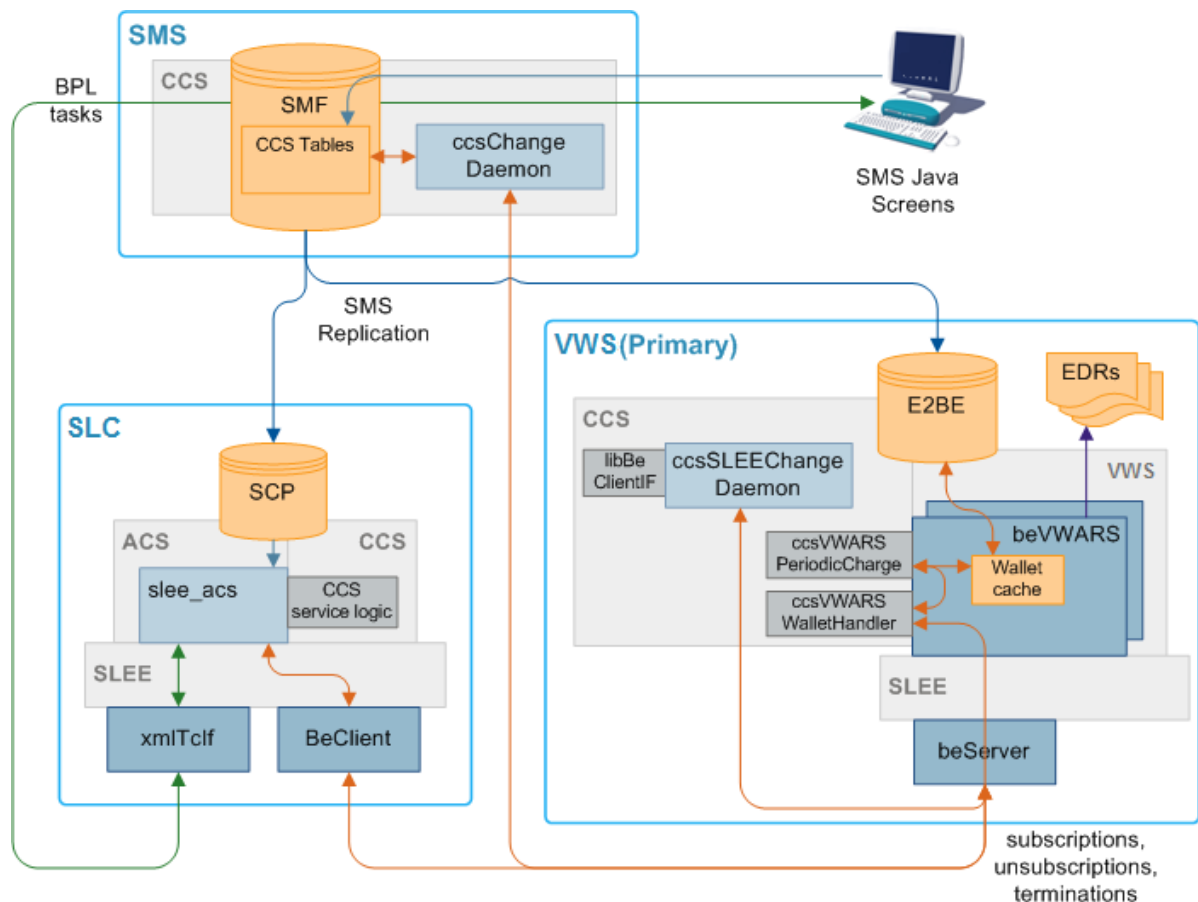 SMS
BPL
tasks
CCS
SMF
CCS Tables
ccsChange
Daemon
SMS Java
Screens
SMS
Replication
VWS(Primary)
EDRs
E2BE
CCS
libBe
ClientIF
ccsSLEEChange
Daemon
VWS
beVWARS
ccsVWARS
PeriodicCharge
Wallet
cache
ccsVWARS
WalletHandler
SLEE
beServer
SLC
SCP
ACS
CCS
slee_acs
CCS
service logic
SLEE
xmlTcIf
BeClient
subscriptions,
unsubscriptions,
terminations